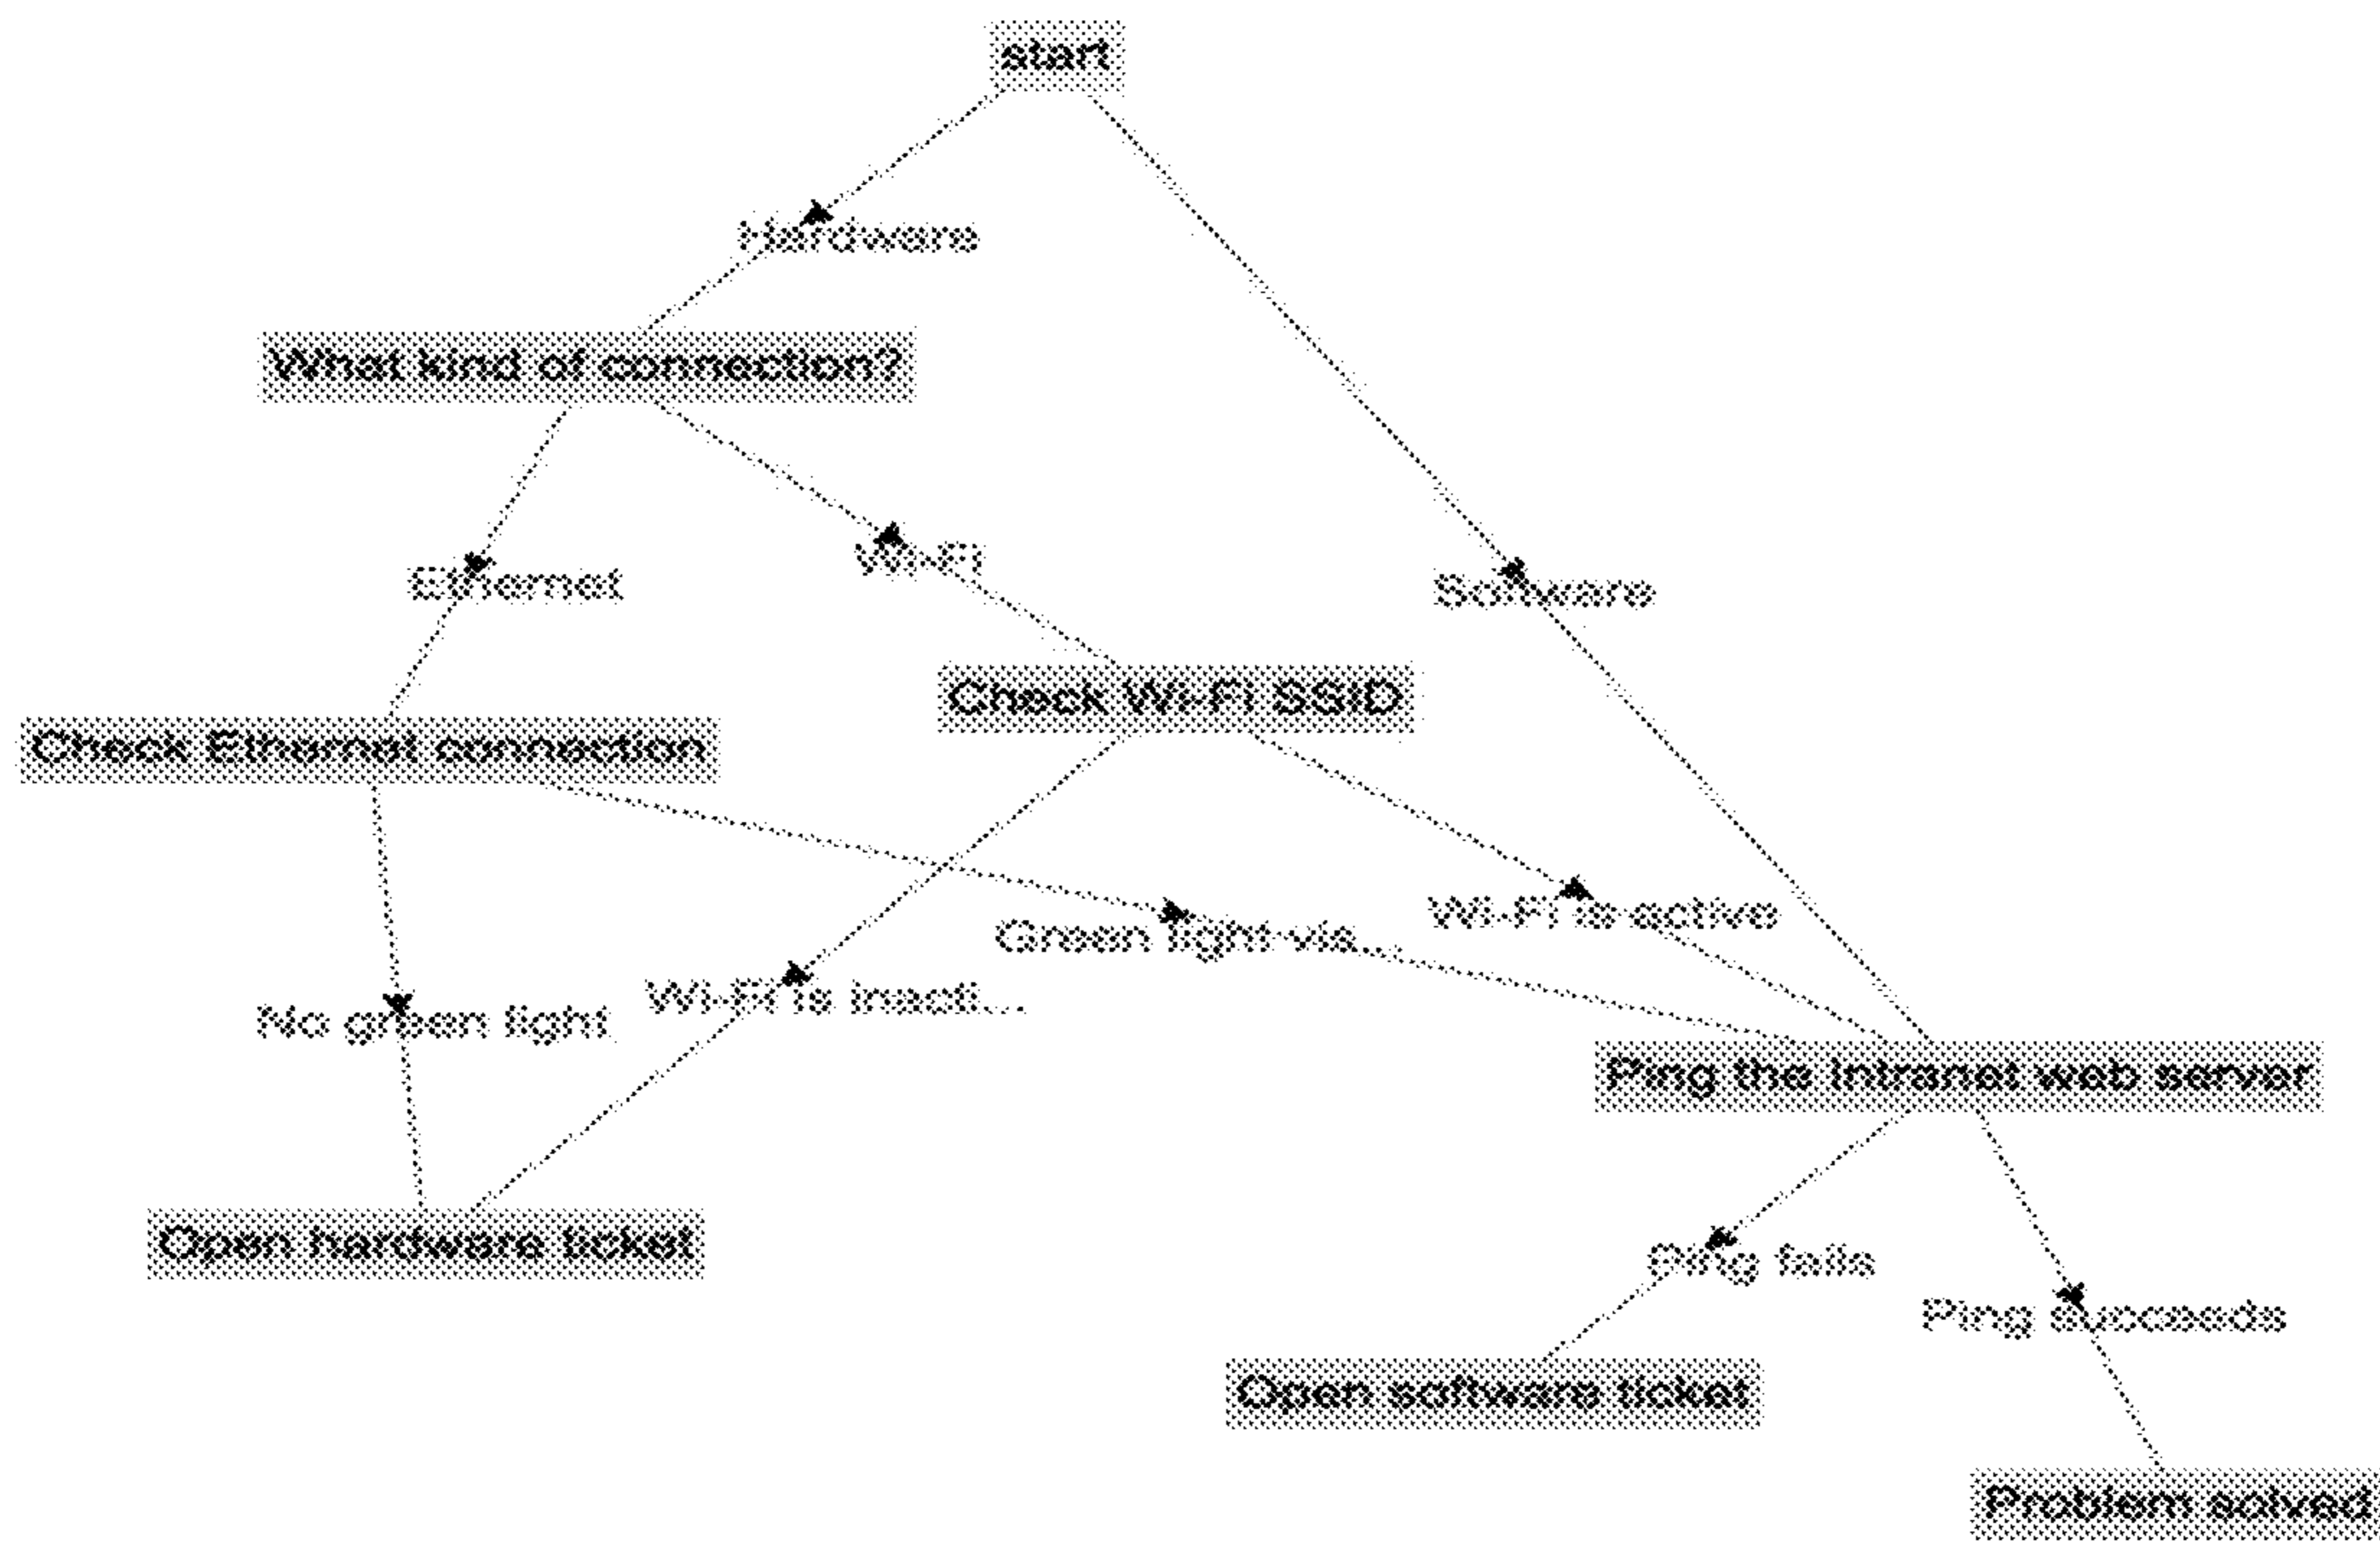 start
Hardware
What kind of connection?
Ethernet
Wi-Fi
Software
Check Wi-Fi SSID
Check Ethernet connection
Wi-Fi is active
Green light vis...
Wi-Fi is inacti...
No green light
Ping the Intranet web server
Open hardware ticket
Ping fails
Ping succeeds
Open software ticket
Problem solved